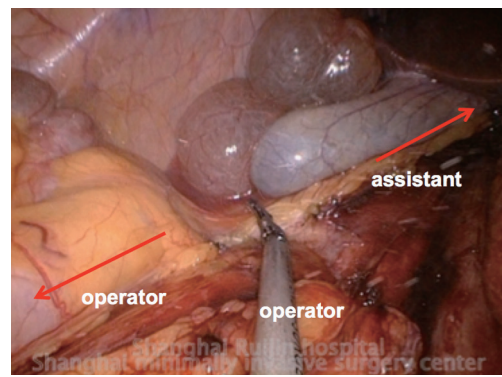 assistant
operator
operator
Shanghai Ruijin hospital
Shanghai minimally invasive surgery center